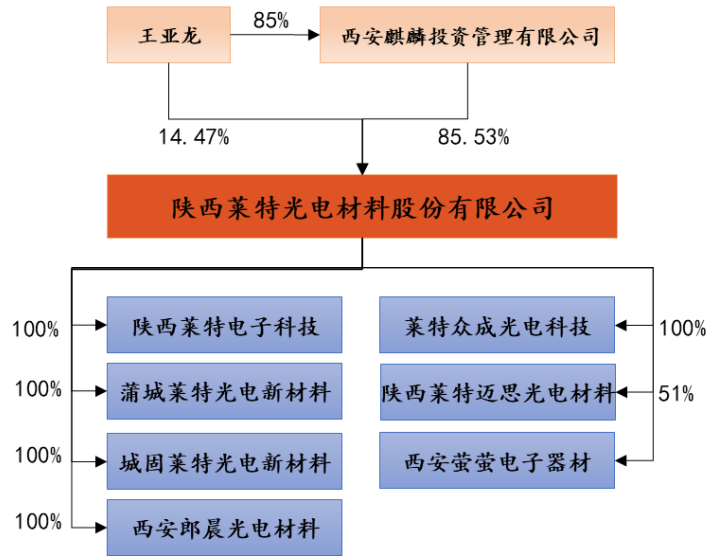 王亚龙
85%
西安麒麟投资管理有限公司
14.47%
85.53%
陕西莱特光电材料股份有限公司
100%
陕西莱特电子科技
莱特众成光电科技
100%
100%
蒲城莱特光电新材料
陕西莱特迈思光电材料
51%
100%
城固莱特光电新材料
西安萤萤电子器材
100%
西安郎晨光电材料